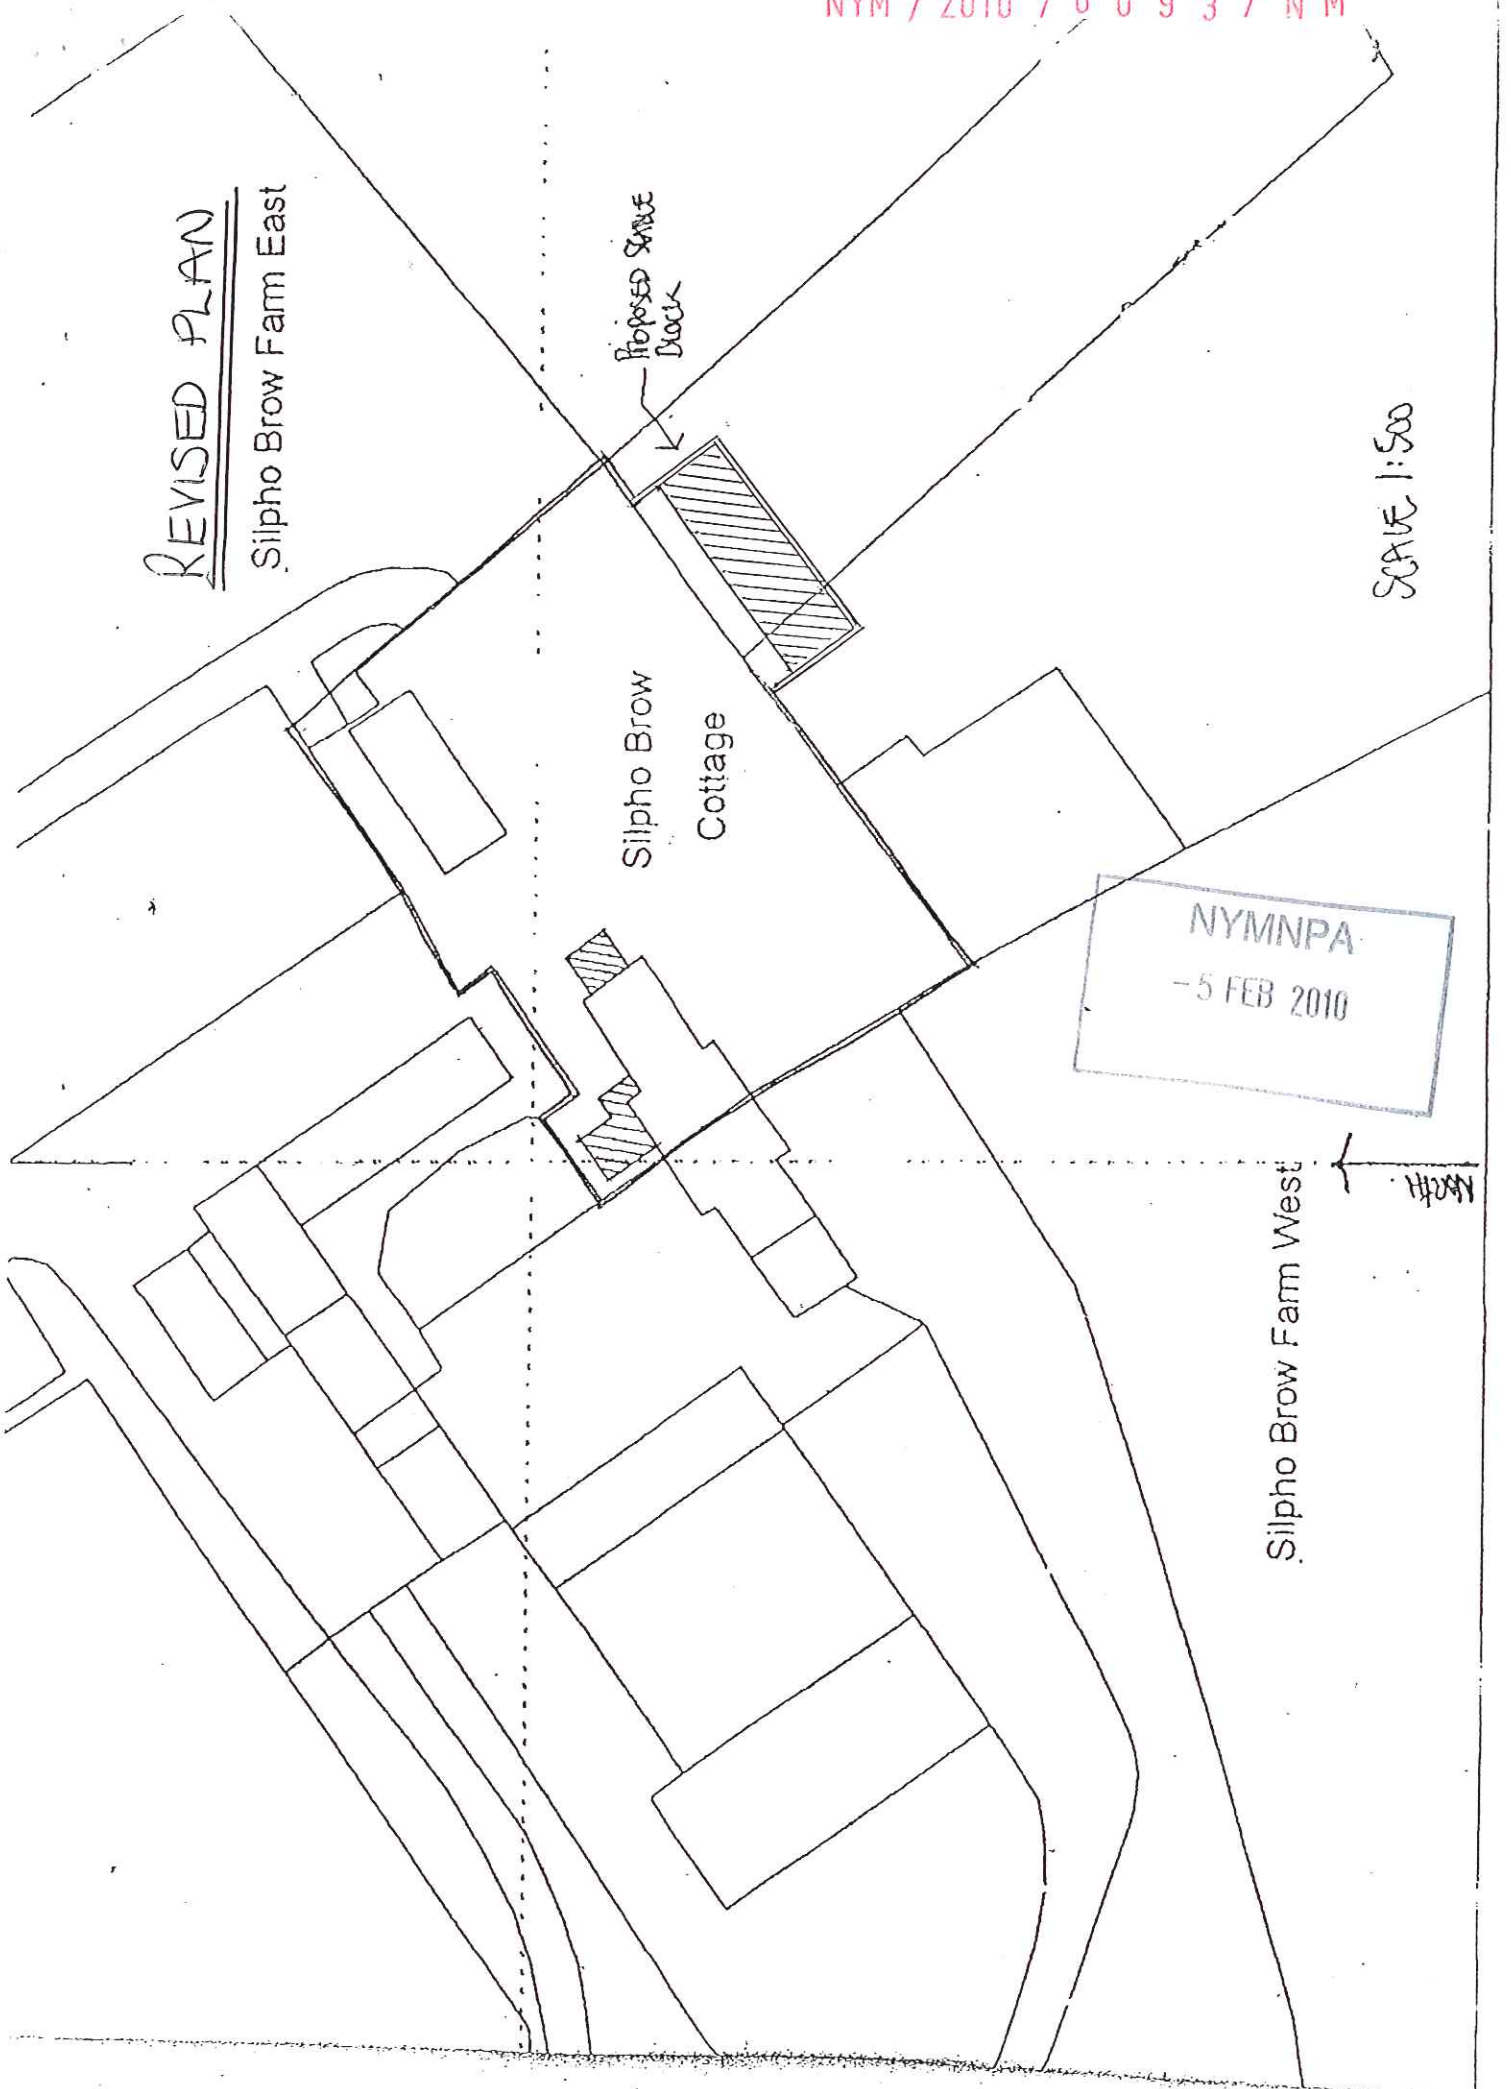 NYM / 2010 / 0 0 9 3 / N M
REVISED PLAN
Silpho Brow Farm East
Proposed Stable
Block
Silpho Brow
Cottage
SCALE 1:500
NYMNPA
- 5 FEB 2010
NORTH
Silpho Brow Farm West